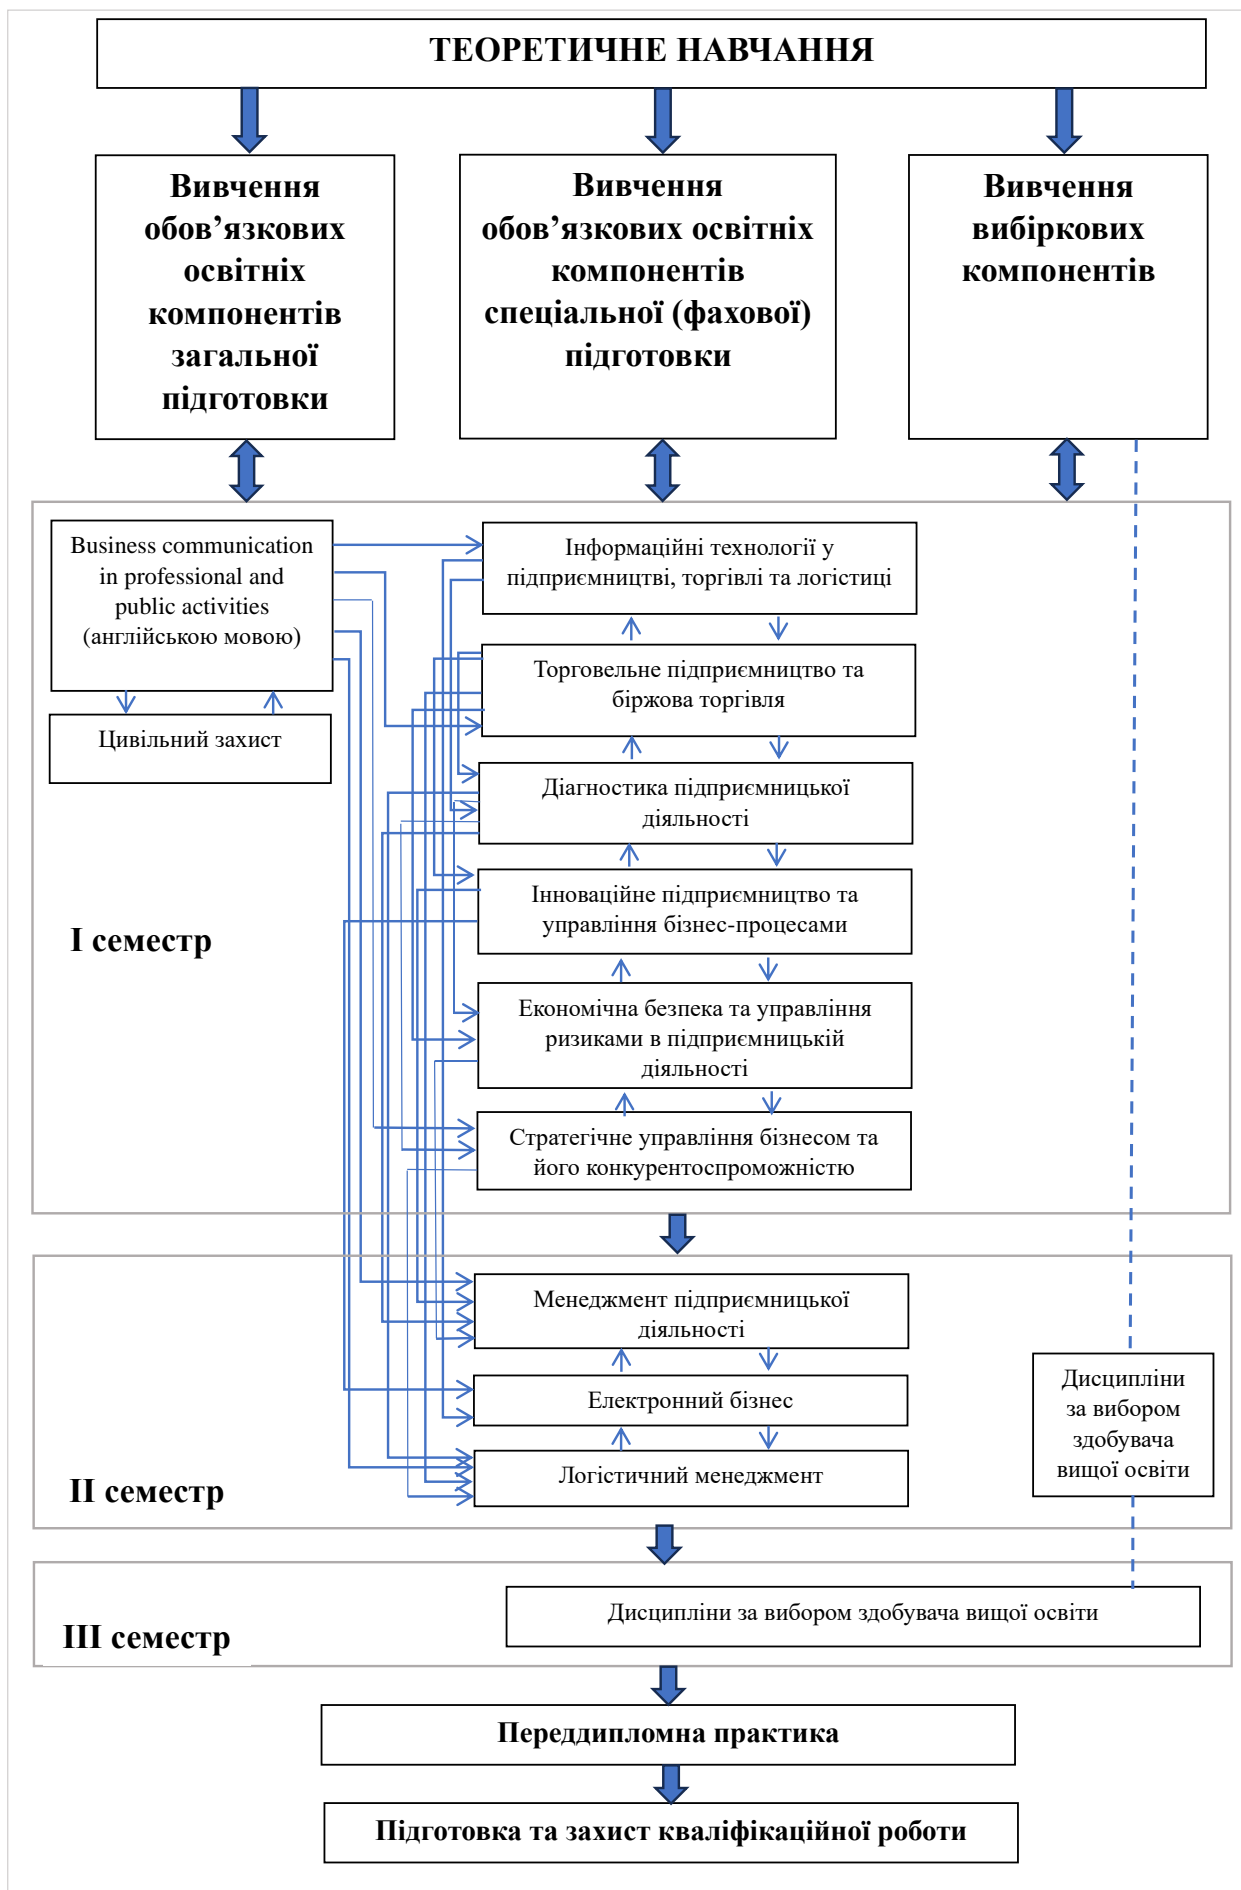 ТЕОРЕТИЧНЕ НАВЧАННЯ
Вивчення
обов’язкових
освітніх
компонентів
загальної
підготовки
Вивчення
обов’язкових освітніх
компонентів
спеціальної (фахової)
підготовки
Вивчення
вибіркових
компонентів
Business communication
in professional and
public activities
(англійською мовою)
Цивільний захист
Інформаційні технології у
підприємництві, торгівлі та логістиці
Торговельне підприємництво та
біржова торгівля
Діагностика підприємницької
діяльності
Інноваційне підприємництво та
управління бізнес-процесами
І семестр
Економічна безпека та управління
ризиками в підприємницькій
діяльності
Стратегічне управління бізнесом та
його конкурентоспроможністю
Менеджмент підприємницької
діяльності
Електронний бізнес
Логістичний менеджмент
Дисципліни
за вибором
здобувача
вищої освіти
ІІ семестр
Дисципліни за вибором здобувача вищої освіти
ІІІ семестр
Переддипломна практика
Підготовка та захист кваліфікаційної роботи